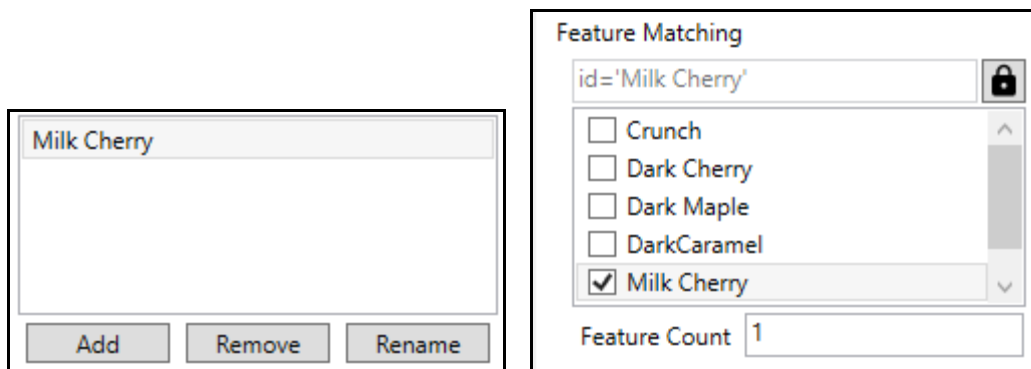 Milk Cherry
Add Remove Rename
Feature Matching
id='Milk Cherry'
Crunch
Dark Cherry
Dark Maple
DarkCaramel
Milk Cherry
Feature Count 1